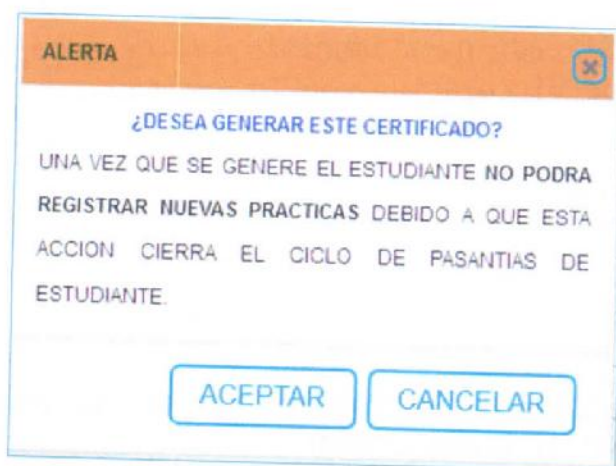 ALERTA
¿DESEA GENERAR ESTE CERTIFICADO?
UNA VEZ QUE SE GENERE EL ESTUDIANTE NO PODRA
REGISTRAR NUEVAS PRACTICAS DEBIDO A QUE ESTA
ACCION CIERRA EL CICLO DE PASANTIAS DE
ESTUDIANTE.
ACEPTAR CANCELAR